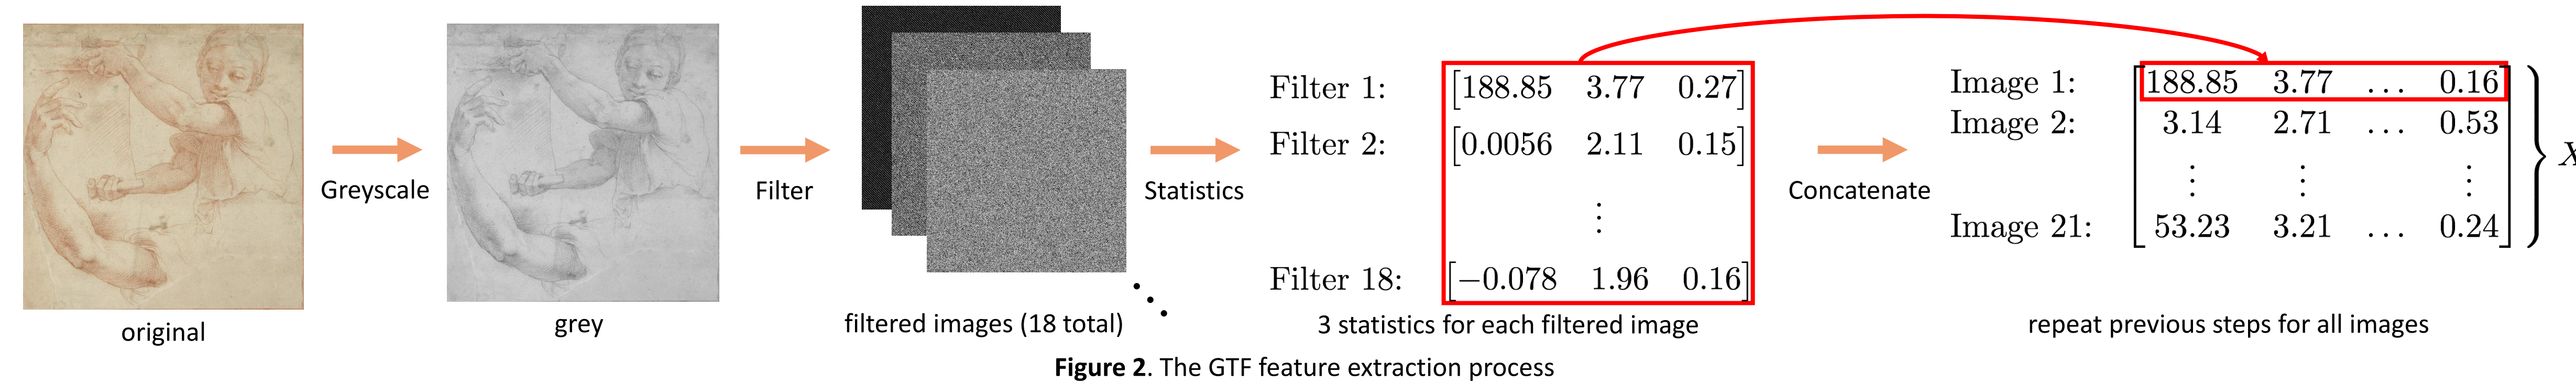 original
Greyscale
grey
Filter
filtered images (18 total)
Statistics
Filter 1: [188.85 3.77 0.27]
Filter 2: [0.0056 2.11 0.15]
⋮
Filter 18: [−0.078 1.96 0.16]
3 statistics for each filtered image
Concatenate
Image 1: [188.85 3.77 ... 0.16]
Image 2: 3.14 2.71 ... 0.53
⋮ ⋮ ⋮
Image 21: 53.23 3.21 ... 0.24
X
repeat previous steps for all images
Figure 2. The GTF feature extraction process